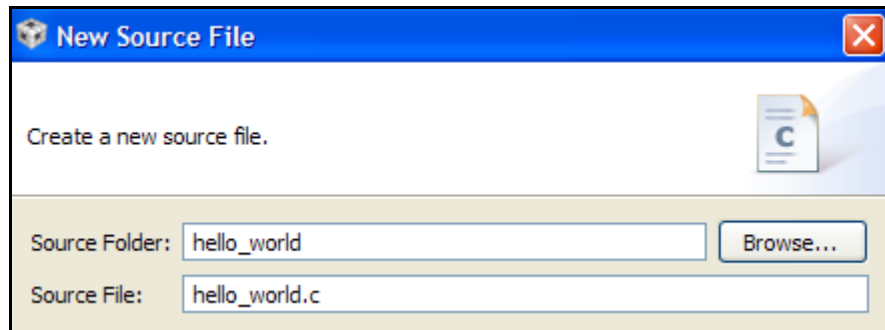 New Source File
Create a new source file.
C
Source Folder: hello_world Browse...
Source File: hello_world.c